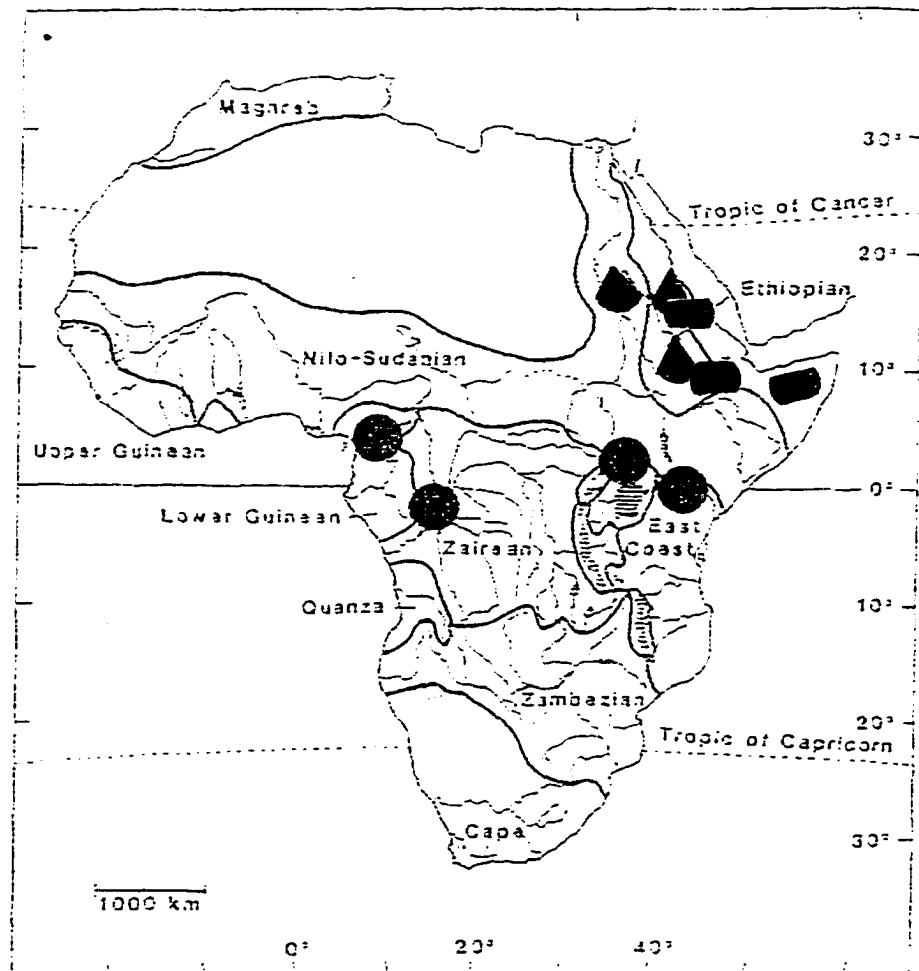 Maghreb
30°
Tropic of Cancer
20°
Ethiopian
Nilo-Sudanian
10°
Upper Guinean
0°
Lower Guinean
East
Coast
Zairean
Quanza
10°
Zambezian
20°
Tropic of Capricorn
Cape
30°
1000 km
0° 20° 40°